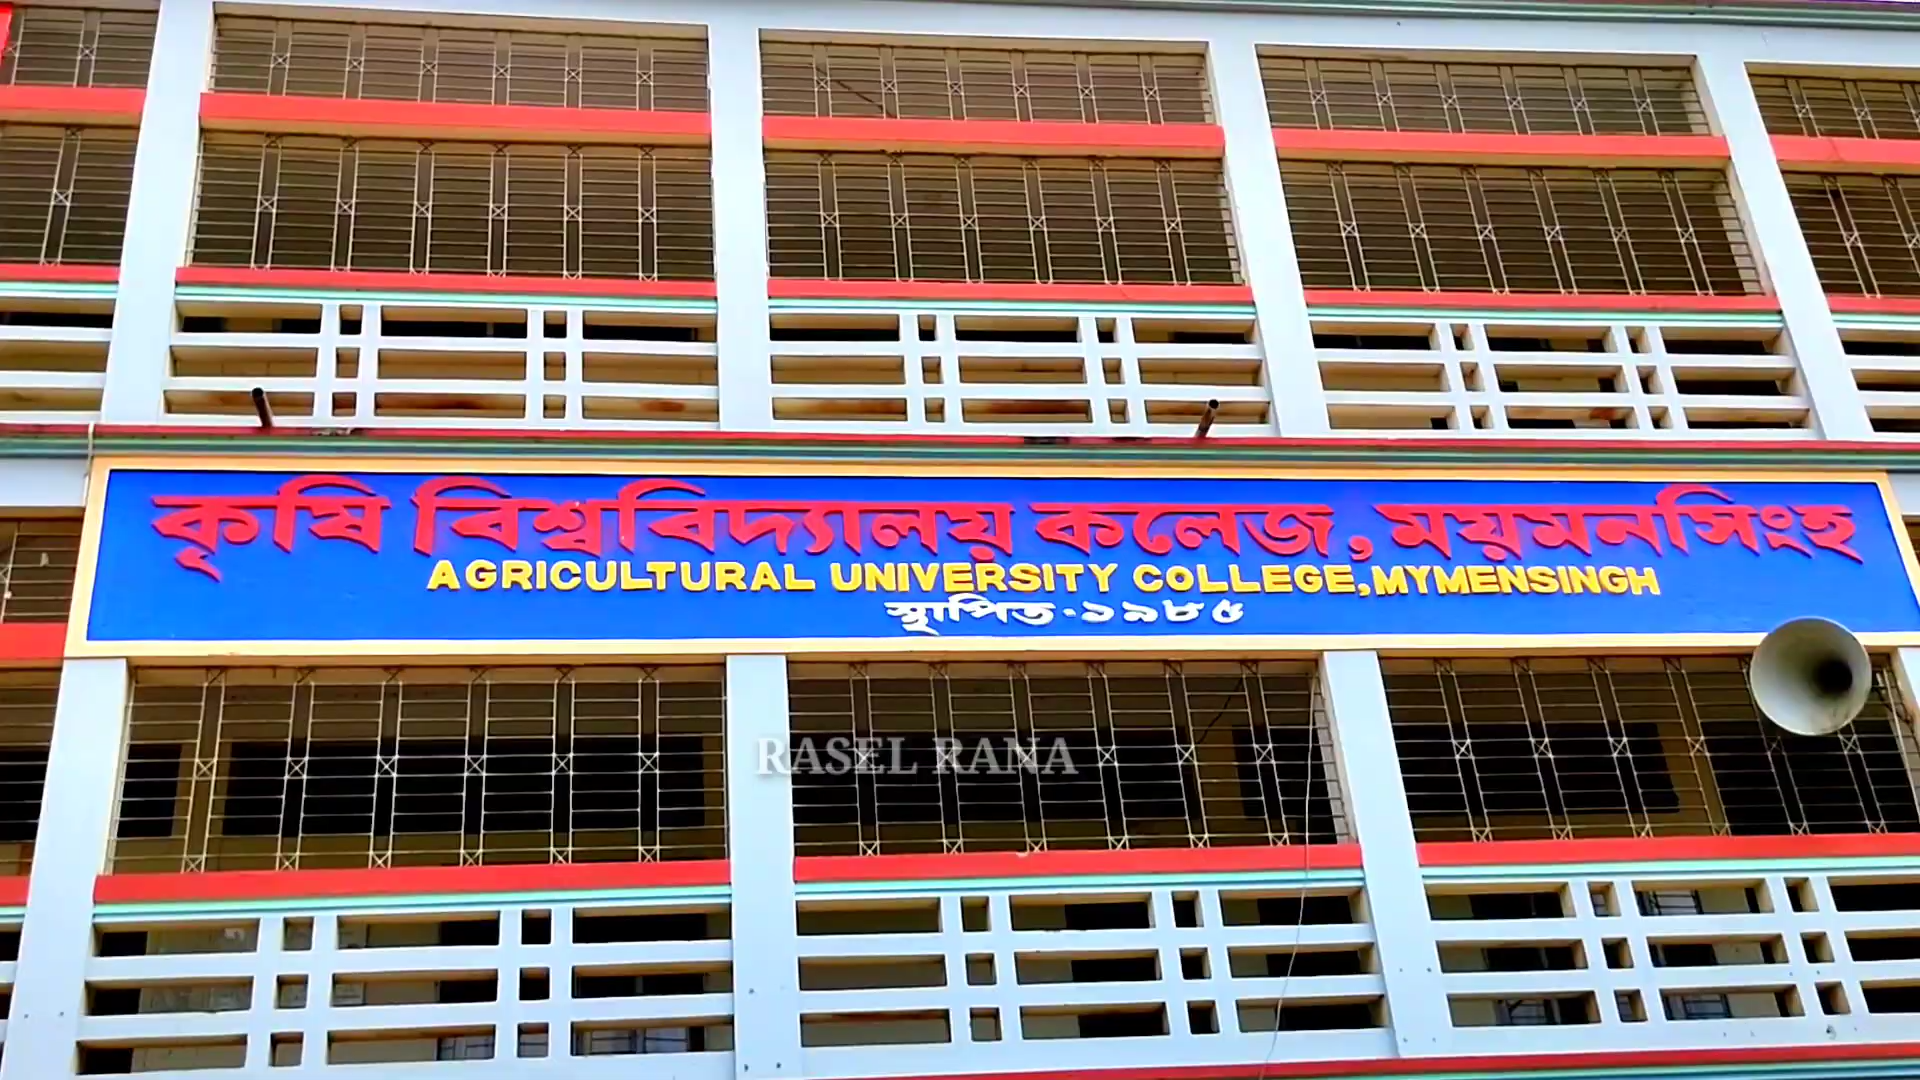 কৃষি বিশ্ববিদ্যালয় কলেজ, ময়মনসিংহ
AGRICULTURAL UNIVERSITY COLLEGE, MYMENSINGH
স্থাপিত-১৯৮৫
RASEL RANA